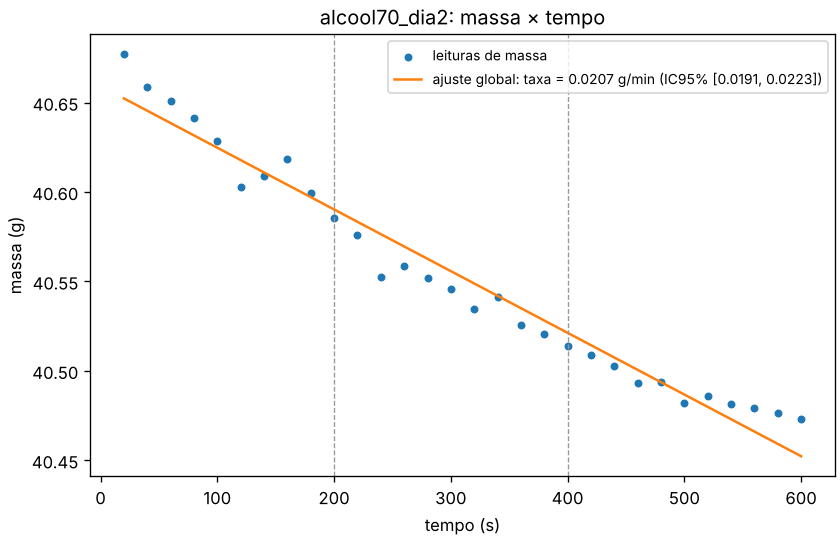 alcool70_dia2: massa × tempo
leituras de massa
ajuste global: taxa = 0.0207 g/min (IC95% [0.0191, 0.0223])
massa (g)
40.65
40.60
40.55
40.50
40.45
0 100 200 300 400 500 600
tempo (s)